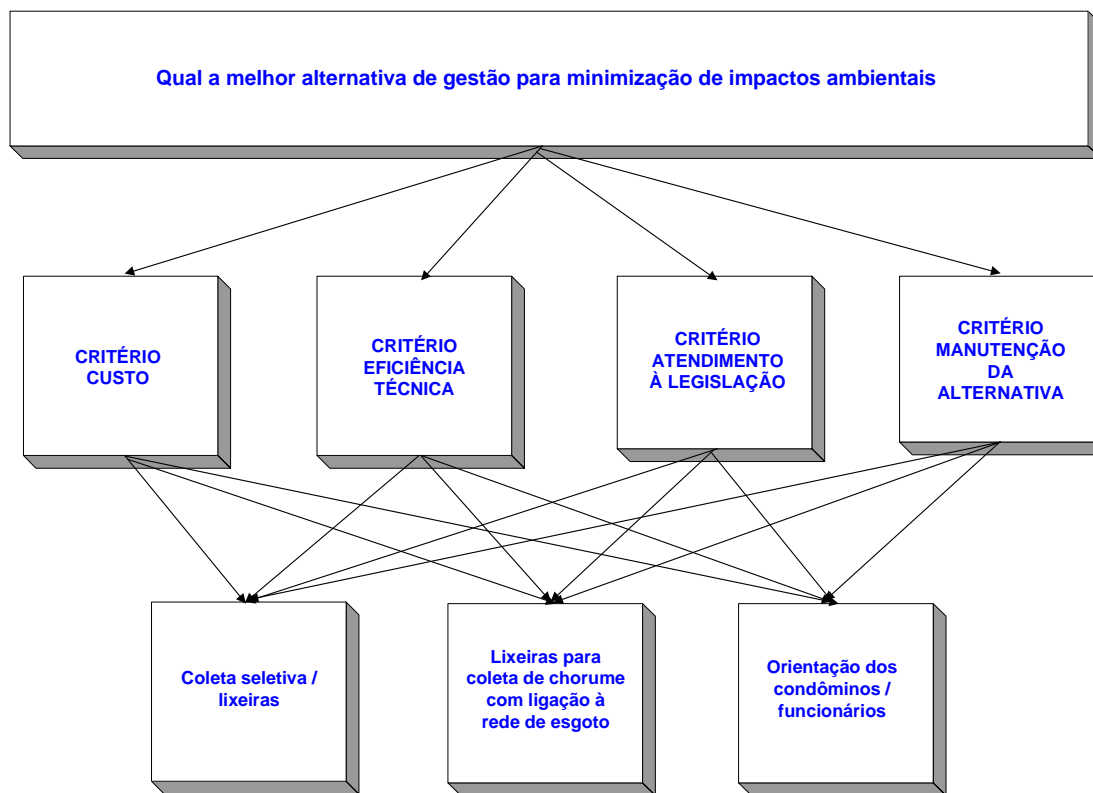 Qual a melhor alternativa de gestão para minimização de impactos ambientais
CRITÉRIO
CUSTO
CRITÉRIO
EFICIÊNCIA
TÉCNICA
CRITÉRIO
ATENDIMENTO
À LEGISLAÇÃO
CRITÉRIO
MANUTENÇÃO
DA
ALTERNATIVA
Coleta seletiva /
lixeiras
Lixeiras para
coleta de chorume
com ligação à
rede de esgoto
Orientação dos
condôminos /
funcionários